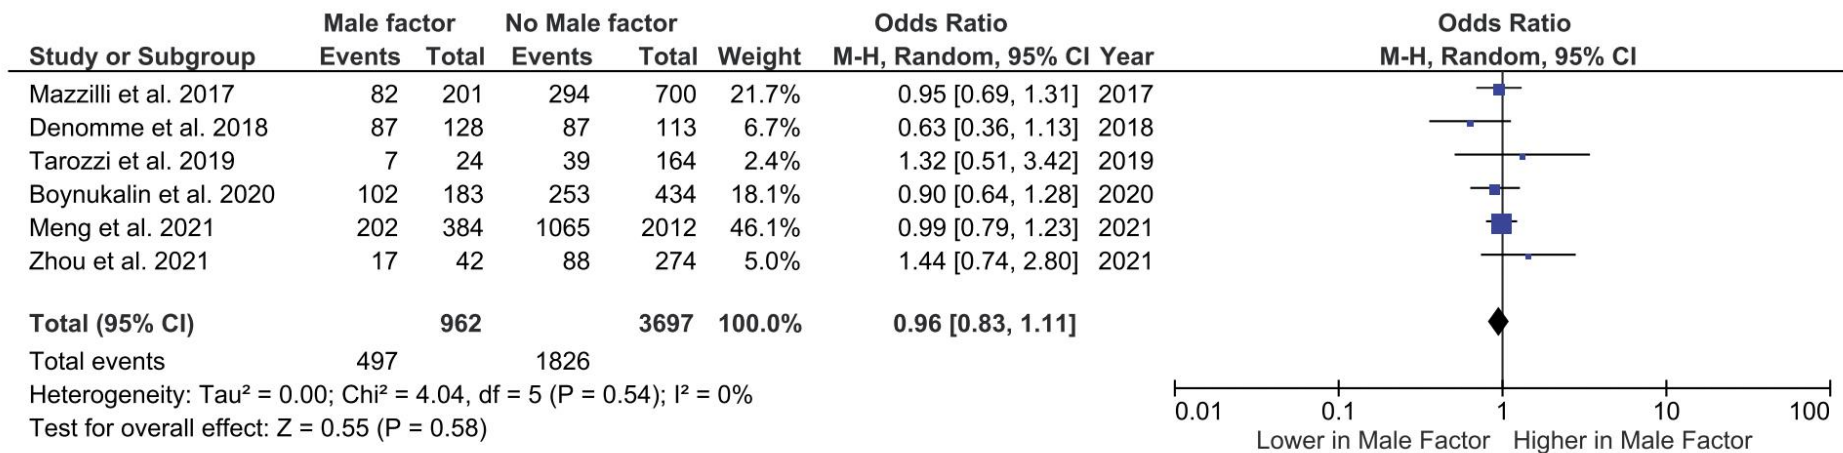 Male factor No Male factor Odds Ratio Odds Ratio
Study or Subgroup Events Total Events Total Weight M-H, Random, 95% CI Year M-H, Random, 95% CI
Mazzilli et al. 2017 82 201 294 700 21.7% 0.95 [0.69, 1.31] 2017
Denomme et al. 2018 87 128 87 113 6.7% 0.63 [0.36, 1.13] 2018
Tarozzi et al. 2019 7 24 39 164 2.4% 1.32 [0.51, 3.42] 2019
Boynukalin et al. 2020 102 183 253 434 18.1% 0.90 [0.64, 1.28] 2020
Meng et al. 2021 202 384 1065 2012 46.1% 0.99 [0.79, 1.23] 2021
Zhou et al. 2021 17 42 88 274 5.0% 1.44 [0.74, 2.80] 2021
Total (95% CI) 962 3697 100.0% 0.96 [0.83, 1.11]
Total events 497 1826
Heterogeneity: Tau² = 0.00; Chi² = 4.04, df = 5 (P = 0.54); I² = 0%
Test for overall effect: Z = 0.55 (P = 0.58)
0.01 0.1 1 10 100
Lower in Male Factor Higher in Male Factor